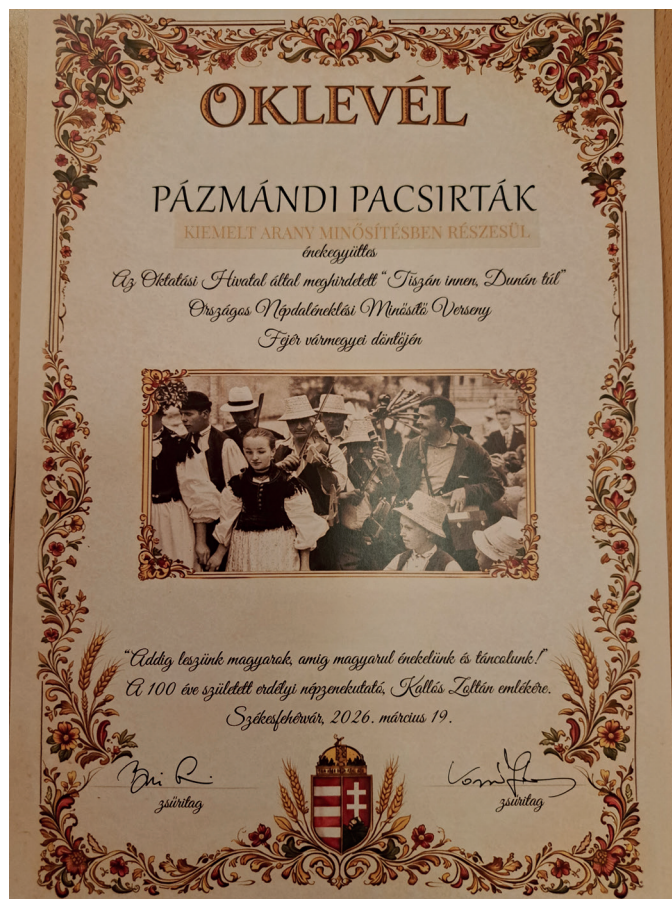 OKLEVÉL
PÁZMÁNDI PACSIRTÁK
KIEMELT ARANY MINŐSÍTÉSBEN RÉSZESÜL
énekegyüttes
Az Oktatási Hivatal által meghirdetett “Tiszán innen, Dunán túl”
Országos Népdaléneklési Minősítő Verseny
Fejér vármegyei döntőjén
“Addig leszünk magyarok, amig magyarul énekelünk és táncolunk!”
A 100 éve született erdélyi népzenekutató, Kallós Zoltán emlékére.
Székesfehérvár, 2026. március 19.
zsűritag
zsűritag